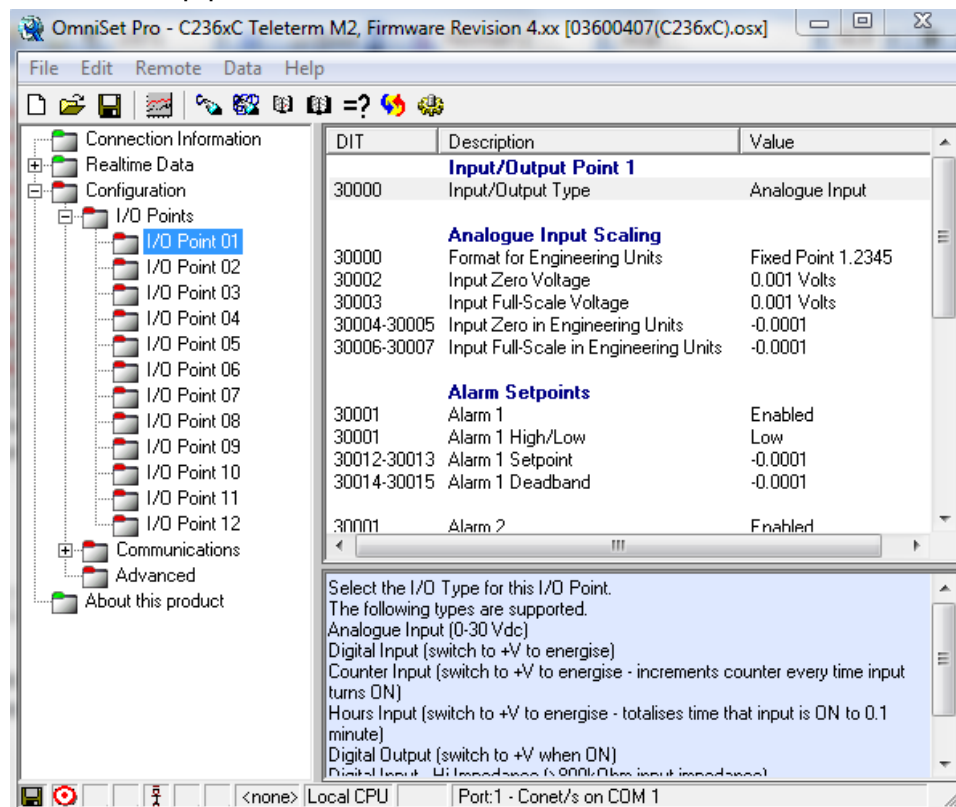 OmniSet Pro - C236xC Teleterm M2, Firmware Revision 4.xx [03600407(C236xC).osx]
File Edit Remote Data Help
=?
Connection Information
Realtime Data
Configuration
I/O Points
I/O Point 01
I/O Point 02
I/O Point 03
I/O Point 04
I/O Point 05
I/O Point 06
I/O Point 07
I/O Point 08
I/O Point 09
I/O Point 10
I/O Point 11
I/O Point 12
Communications
Advanced
About this product
DIT Description Value
Input/Output Point 1
30000 Input/Output Type Analogue Input
Analogue Input Scaling
30000 Format for Engineering Units Fixed Point 1.2345
30002 Input Zero Voltage 0.001 Volts
30003 Input Full-Scale Voltage 0.001 Volts
30004-30005 Input Zero in Engineering Units -0.0001
30006-30007 Input Full-Scale in Engineering Units -0.0001
Alarm Setpoints
30001 Alarm 1 Enabled
30001 Alarm 1 High/Low Low
30012-30013 Alarm 1 Setpoint -0.0001
30014-30015 Alarm 1 Deadband -0.0001
30001 Alarm 2 Enabled
Select the I/O Type for this I/O Point.
The following types are supported.
Analogue Input (0-30 Vdc)
Digital Input (switch to +V to energise)
Counter Input (switch to +V to energise - increments counter every time input
turns ON)
Hours Input (switch to +V to energise - totalises time that input is ON to 0.1
minute)
Digital Output (switch to +V when ON)
Digital Input - Hi Impedance (>800kOhm input impedance)
<none> Local CPU Port:1 - Conet/s on COM 1